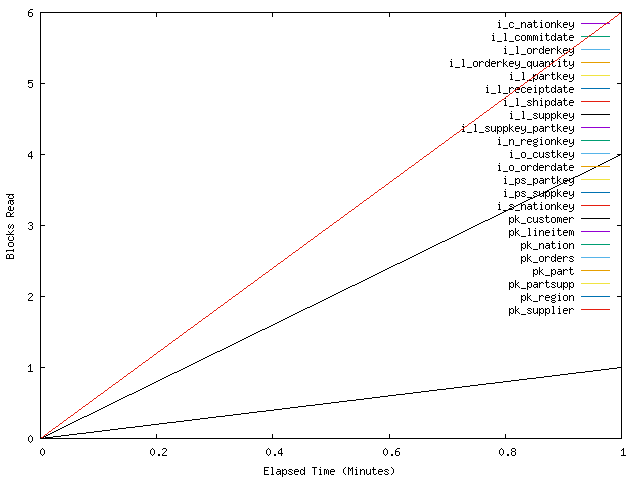 6
i_c_nationkey
i_l_commitdate
i_l_orderkey
i_l_orderkey_quantity
i_l_partkey
5
i_l_receiptdate
i_l_shipdate
i_l_suppkey
i_l_suppkey_partkey
i_n_regionkey
4
i_o_custkey
i_o_orderdate
i_ps_partkey
i_ps_suppkey
i_s_nationkey
pk_customer
3
pk_lineitem
pk_nation
pk_orders
pk_part
pk_partsupp
2
pk_region
pk_supplier
Blocks Read
1
0
0 0.2 0.4 0.6 0.8 1
Elapsed Time (Minutes)